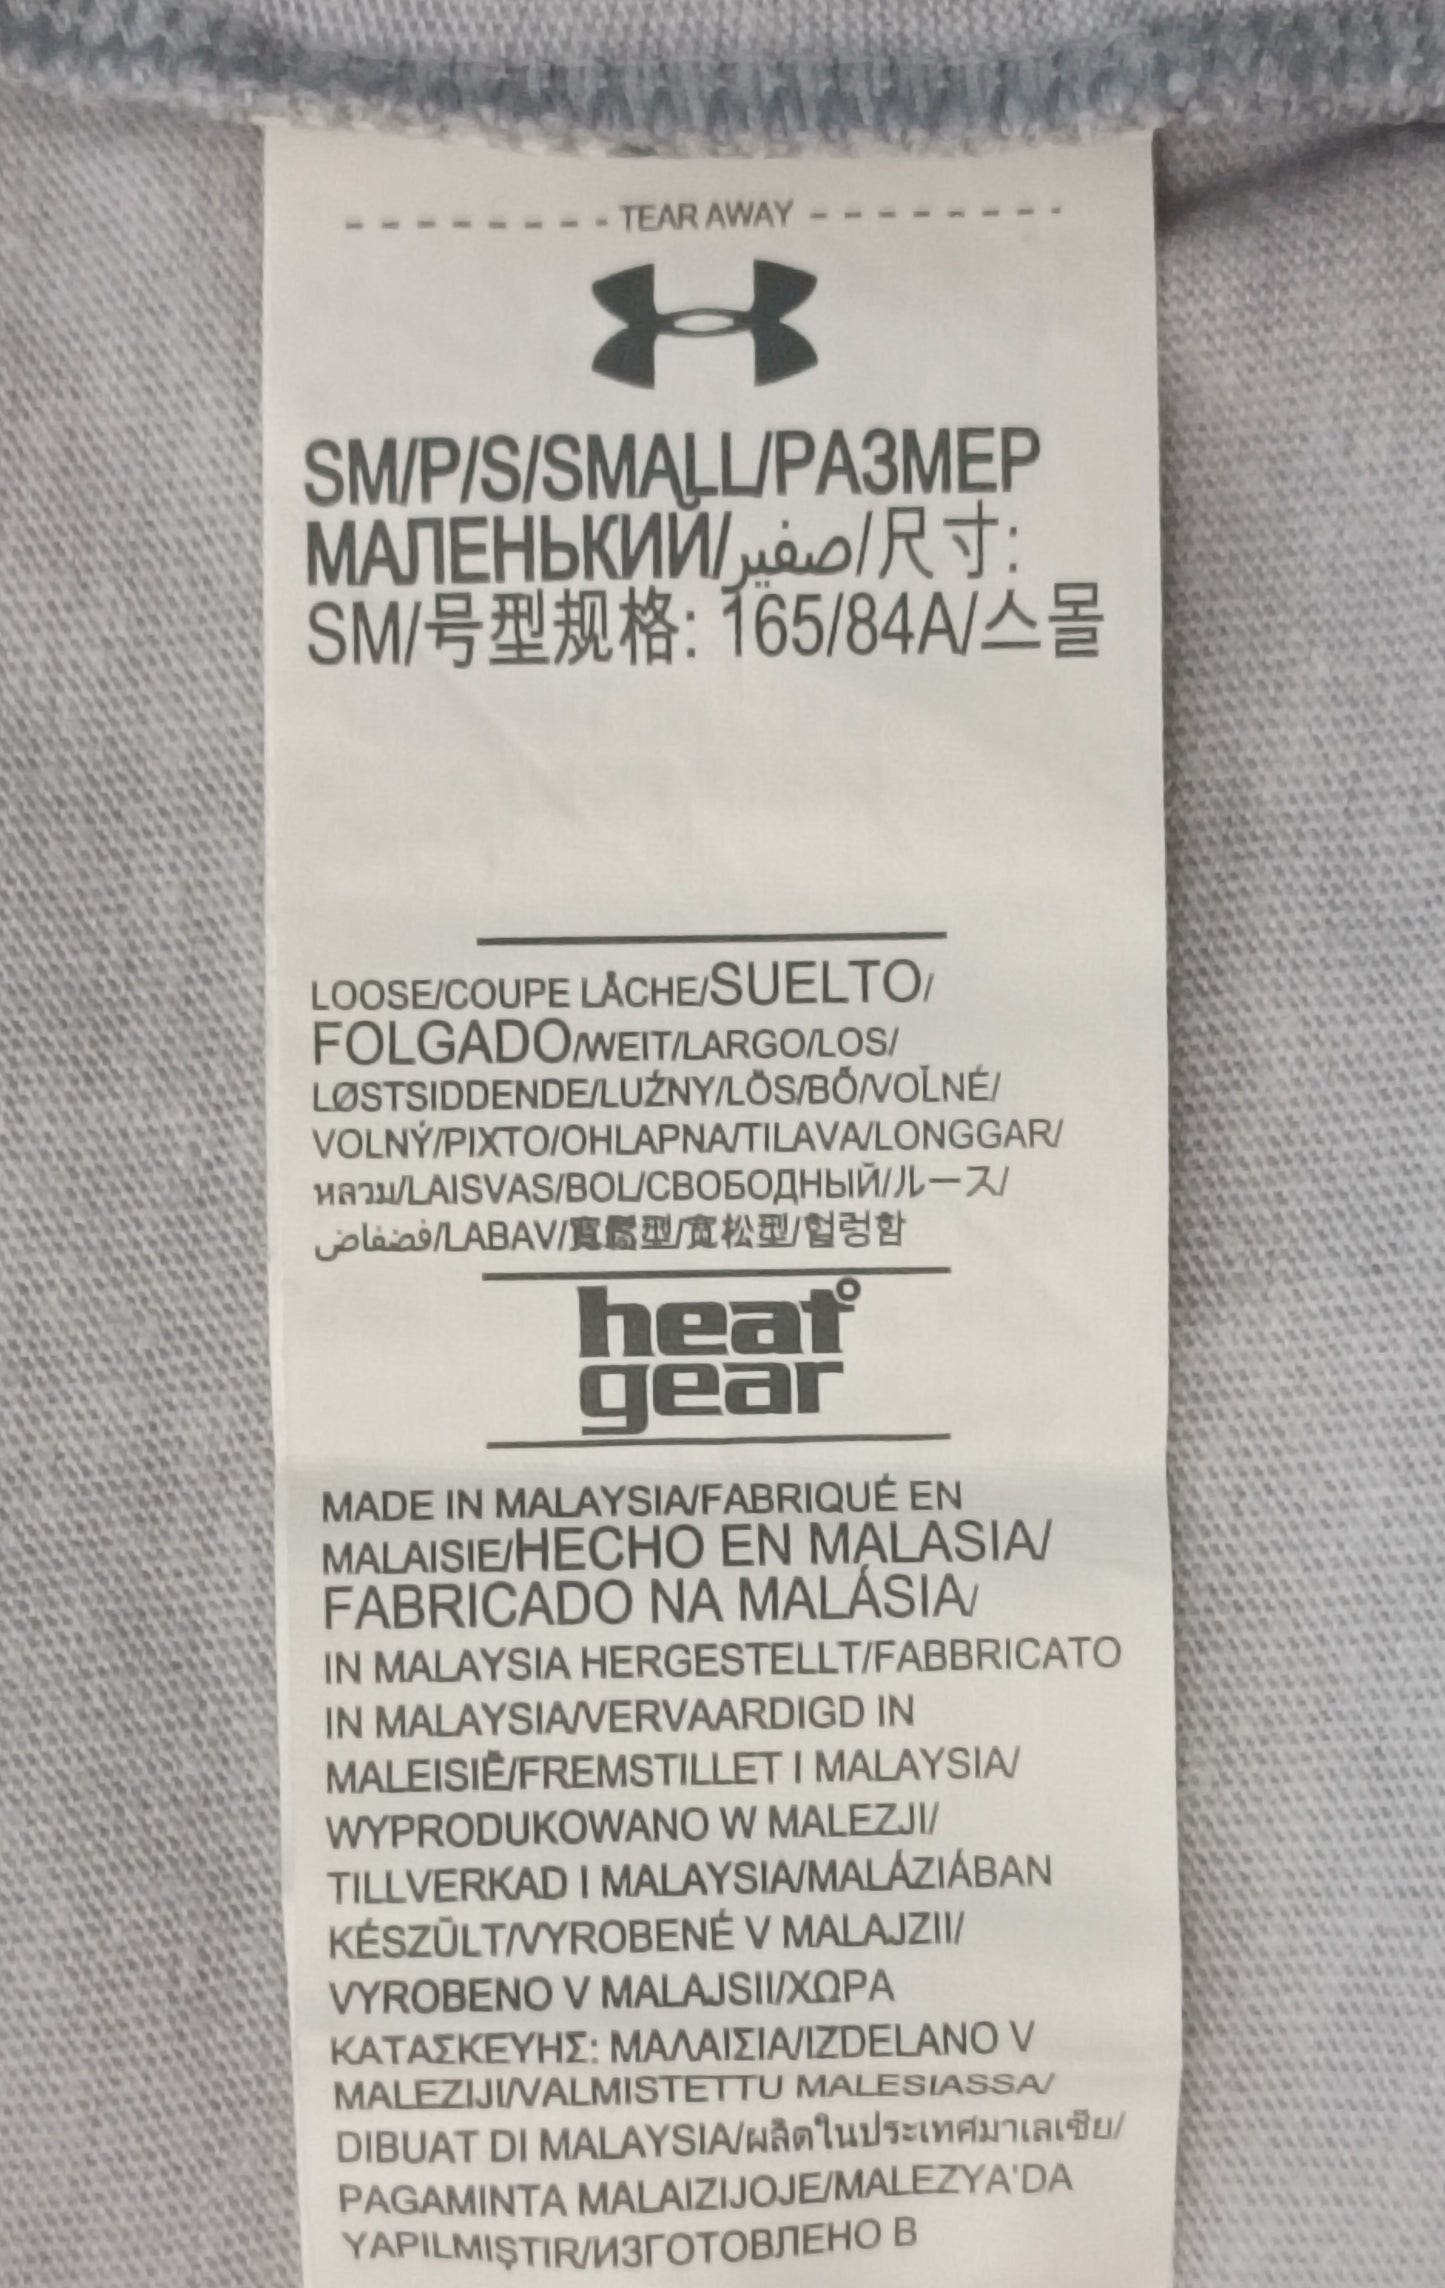 TEAR AWAY
SM/P/S/SMALL/РАЗМЕР
МАЛЕНЬКИЙ/صغير/尺寸:
SM/号型规格: 165/84A/스몰
LOOSE/COUPE LÂCHE/SUELTO/
FOLGADO/WEIT/LARGO/LOS/
LØSTSIDDENDE/LUŹNY/LÖS/BŐ/VOĽNÉ/
VOLNÝ/PIXTO/OHLAPNA/TILAVA/LONGGAR/
หลวม/LAISVAS/BOL/СВОБОДНЫЙ/ルース/
فضفاض/LABAV/寬鬆型/宽松型/헐렁함
heat
gear
MADE IN MALAYSIA/FABRIQUÉ EN
MALAISIE/HECHO EN MALASIA/
FABRICADO NA MALÁSIA/
IN MALAYSIA HERGESTELLT/FABBRICATO
IN MALAYSIA/VERVAARDIGD IN
MALEISIË/FREMSTILLET I MALAYSIA/
WYPRODUKOWANO W MALEZJI/
TILLVERKAD I MALAYSIA/MALÁZIÁBAN
KÉSZÜLT/VYROBENÉ V MALAJZII/
VYROBENO V MALAJSII/ΧΩΡΑ
ΚΑΤΑΣΚΕΥΗΣ: ΜΑΛΑΙΣΙΑ/IZDELANO V
MALEZIJI/VALMISTETTU MALESIASSA/
DIBUAT DI MALAYSIA/ผลิตในประเทศมาเลเซีย/
PAGAMINTA MALAIZIJOJE/MALEZYA'DA
YAPILMIŞTIR/ИЗГОТОВЛЕНО В